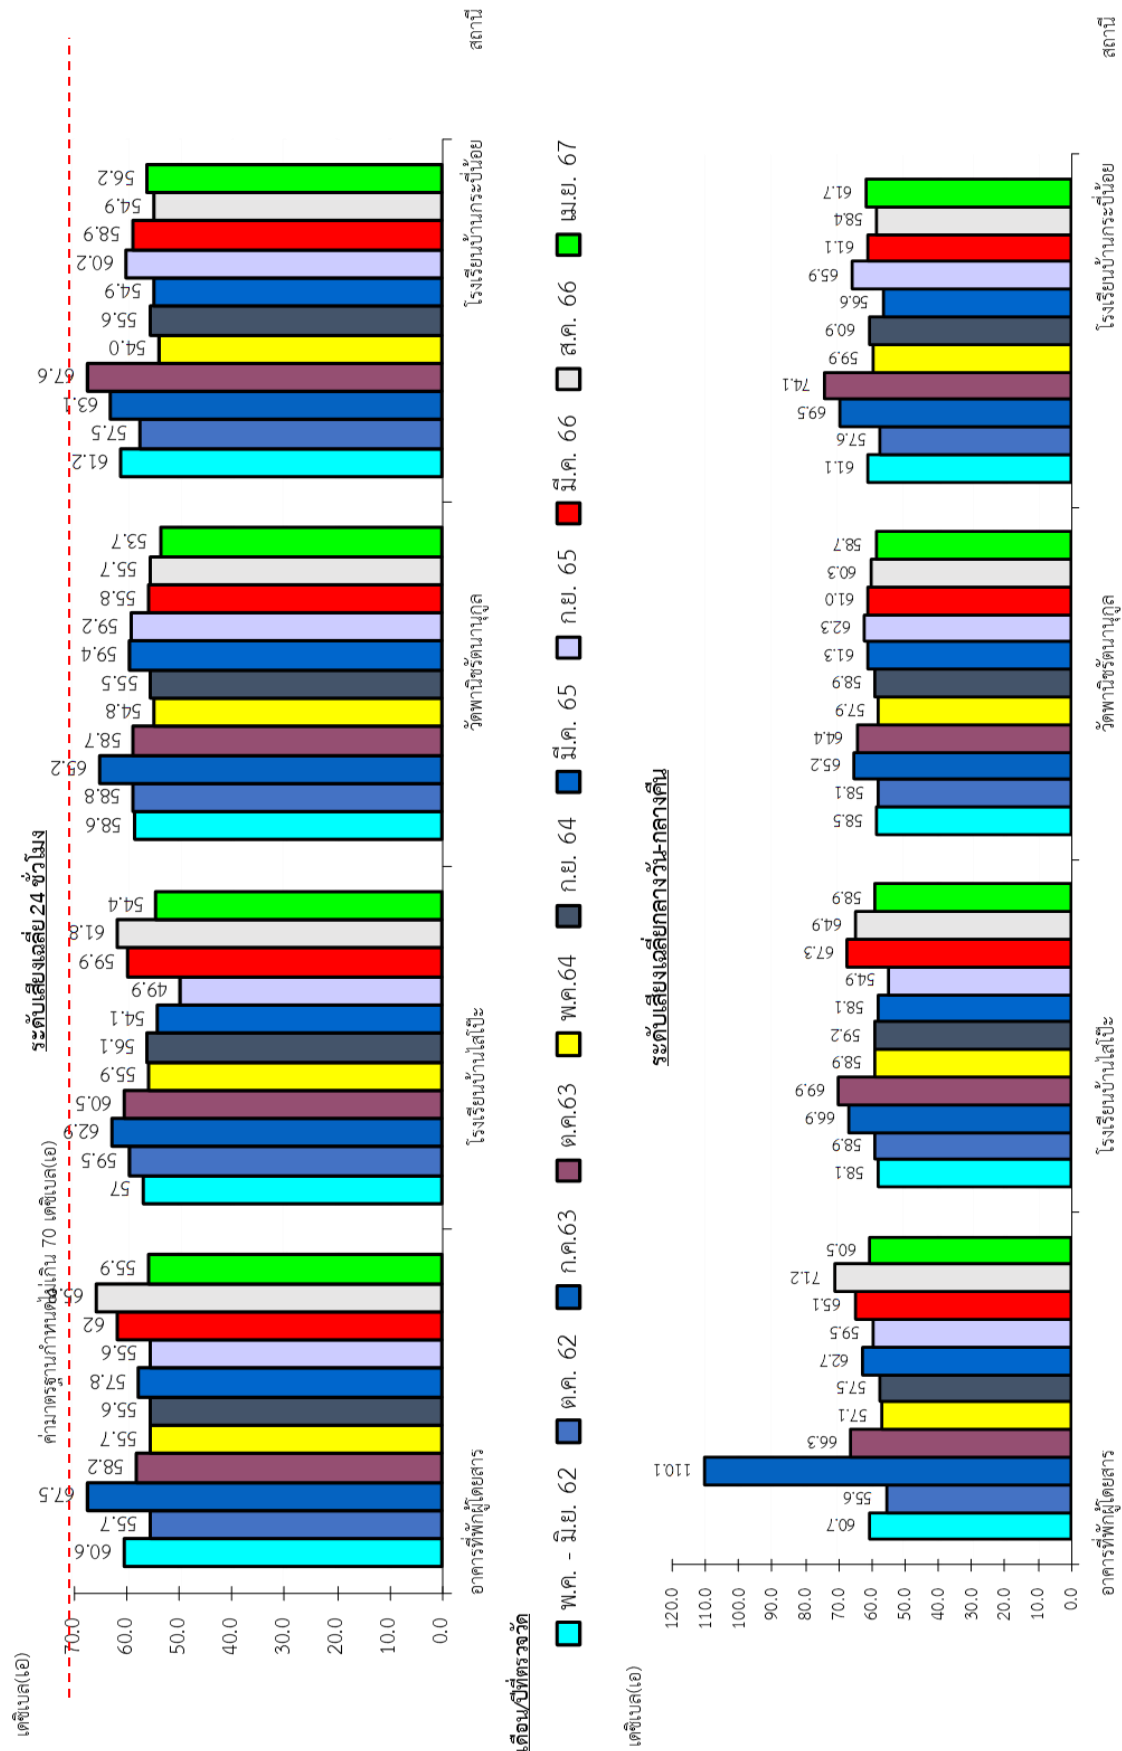 ระดับเสียงเฉลี่ย 24 ชั่วโมง
เดซิเบล(เอ)
ค่ามาตรฐานกำหนดไม่เกิน 70 เดซิเบล(เอ)
70.0
60.0
50.0
40.0
30.0
20.0
10.0
0.0
60.6 55.7 67.5 58.2 55.7 55.6 57.8 55.6 62 65.8 55.9
57 59.5 62.9 60.5 55.9 56.1 54.1 49.9 59.9 61.8 54.4
58.6 58.8 65.2 58.7 54.8 55.5 59.4 59.2 55.8 55.7 53.7
61.2 57.5 63.1 67.6 54.0 55.6 54.9 60.2 58.9 54.9 56.2
อาคารที่พักผู้โดยสาร โรงเรียนบ้านไสโป๊ะ วัดพานิชรัตนานุกูล โรงเรียนบ้านกระบี่น้อย สถานี
เดือน/ปีที่ตรวจวัด
พ.ค. - มิ.ย. 62 ต.ค. 62 ก.ค.63 ต.ค.63 พ.ค.64 ก.ย. 64 มี.ค. 65 ก.ย. 65 มี.ค. 66 ส.ค. 66 เม.ย. 67
ระดับเสียงเฉลี่ยกลางวัน-กลางคืน
เดซิเบล(เอ)
120.0
110.0
100.0
90.0
80.0
70.0
60.0
50.0
40.0
30.0
20.0
10.0
0.0
60.7 55.6 110.1 66.3 57.1 57.5 62.7 59.5 65.1 71.2 60.5
58.1 58.9 66.9 69.9 58.9 59.2 58.1 54.9 67.3 64.9 58.9
58.5 58.1 65.2 64.4 57.9 58.9 61.3 62.3 61.0 60.3 58.7
61.1 57.6 69.5 74.1 59.9 60.9 56.6 65.9 61.1 58.4 61.7
อาคารที่พักผู้โดยสาร โรงเรียนบ้านไสโป๊ะ วัดพานิชรัตนานุกูล โรงเรียนบ้านกระบี่น้อย สถานี